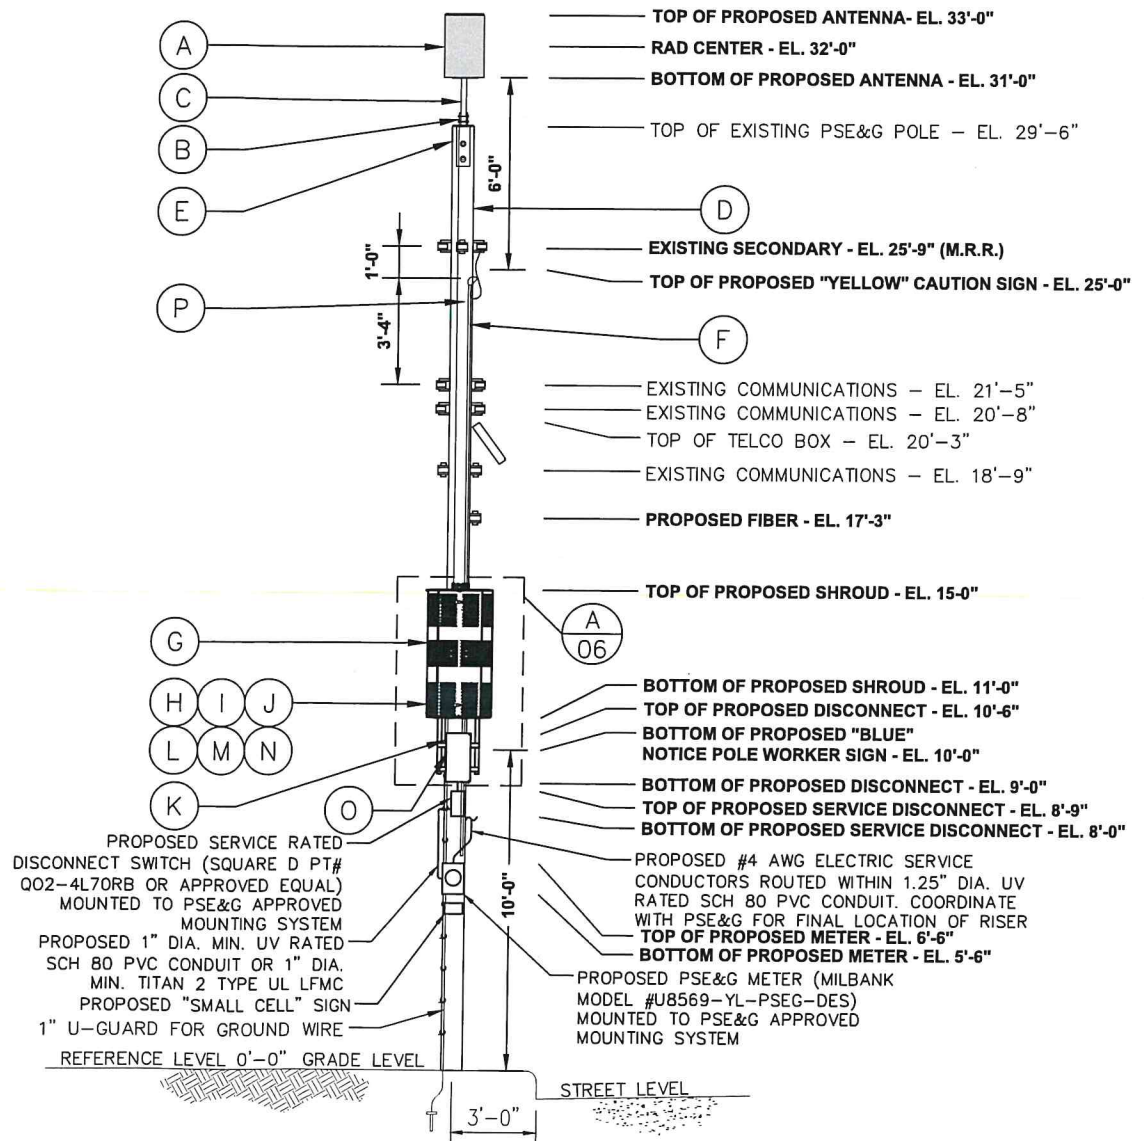 TOP OF PROPOSED ANTENNA- EL. 33'-0"
A
RAD CENTER - EL. 32'-0"
BOTTOM OF PROPOSED ANTENNA - EL. 31'-0"
C
TOP OF EXISTING PSE&G POLE - EL. 29'-6"
B
6'-0"
E
D
EXISTING SECONDARY - EL. 25'-9" (M.R.R.)
1'-0"
TOP OF PROPOSED "YELLOW" CAUTION SIGN - EL. 25'-0"
P
3'-4"
F
EXISTING COMMUNICATIONS - EL. 21'-5"
EXISTING COMMUNICATIONS - EL. 20'-8"
TOP OF TELCO BOX - EL. 20'-3"
EXISTING COMMUNICATIONS - EL. 18'-9"
PROPOSED FIBER - EL. 17'-3"
TOP OF PROPOSED SHROUD - EL. 15-0"
A
06
G
H I J
L M N
K
O
BOTTOM OF PROPOSED SHROUD - EL. 11'-0"
TOP OF PROPOSED DISCONNECT - EL. 10'-6"
BOTTOM OF PROPOSED "BLUE"
NOTICE POLE WORKER SIGN - EL. 10'-0"
BOTTOM OF PROPOSED DISCONNECT - EL. 9'-0"
TOP OF PROPOSED SERVICE DISCONNECT - EL. 8'-9"
BOTTOM OF PROPOSED SERVICE DISCONNECT - EL. 8'-0"
PROPOSED SERVICE RATED
DISCONNECT SWITCH (SQUARE D PT#
QO2-4L70RB OR APPROVED EQUAL)
MOUNTED TO PSE&G APPROVED
MOUNTING SYSTEM
PROPOSED 1" DIA. MIN. UV RATED
SCH 80 PVC CONDUIT OR 1" DIA.
MIN. TITAN 2 TYPE UL LFMC
PROPOSED "SMALL CELL" SIGN
1" U-GUARD FOR GROUND WIRE
10'-0"
PROPOSED #4 AWG ELECTRIC SERVICE
CONDUCTORS ROUTED WITHIN 1.25" DIA. UV
RATED SCH 80 PVC CONDUIT. COORDINATE
WITH PSE&G FOR FINAL LOCATION OF RISER
TOP OF PROPOSED METER - EL. 6'-6"
BOTTOM OF PROPOSED METER - EL. 5'-6"
PROPOSED PSE&G METER (MILBANK
MODEL #U8569-YL-PSEG-DES)
MOUNTED TO PSE&G APPROVED
MOUNTING SYSTEM
REFERENCE LEVEL 0'-0" GRADE LEVEL
STREET LEVEL
3'-0"